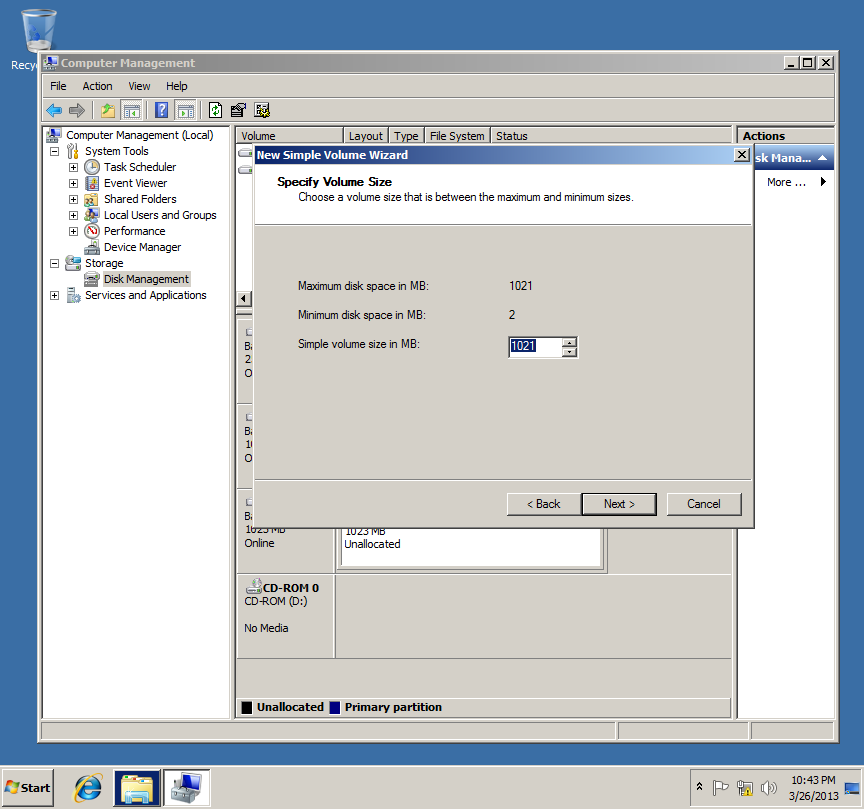 Recy
Computer Management
File Action View Help
Computer Management (Local)
System Tools
Task Scheduler
Event Viewer
Shared Folders
Local Users and Groups
Performance
Device Manager
Storage
Disk Management
Services and Applications
Volume Layout Type File System Status
Actions
sk Mana...
More ...
New Simple Volume Wizard
Specify Volume Size
Choose a volume size that is between the maximum and minimum sizes.
Maximum disk space in MB: 1021
Minimum disk space in MB: 2
Simple volume size in MB: 1021
< Back Next > Cancel
Ba
2
O
Ba
10
O
Ba
1023 MB
Online
1023 MB
Unallocated
CD-ROM 0
CD-ROM (D:)
No Media
Unallocated Primary partition
Start
10:43 PM
3/26/2013